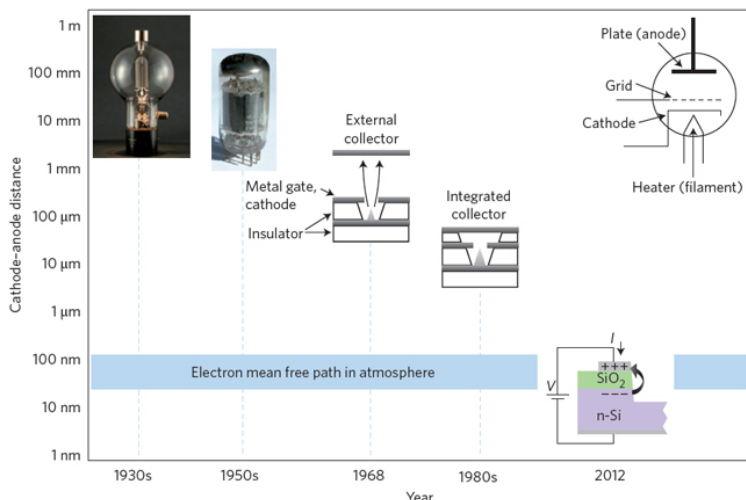 1 m
100 mm
10 mm
1 mm
100 µm
10 µm
1 µm
100 nm
10 nm
1 nm
Cathode–anode distance
External
collector
Metal gate,
cathode
Insulator
Integrated
collector
Plate (anode)
Grid
Cathode
Heater (filament)
Electron mean free path in atmosphere
I
V
+++
SiO₂
– – – –
n-Si
1930s
1950s
1968
1980s
2012
Year